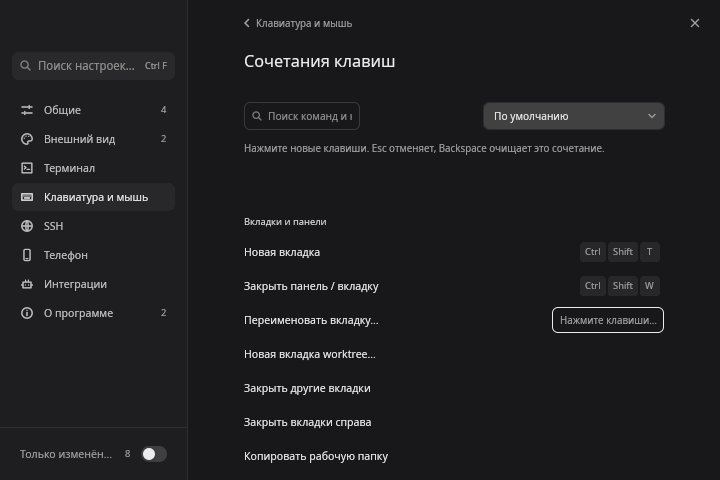 Клавиатура и мышь
Сочетания клавиш
Поиск настроек... Ctrl F
Общие 4
Внешний вид 2
Терминал
Клавиатура и мышь
SSH
Телефон
Интеграции
О программе 2
Только изменён... 8
Поиск команд и
По умолчанию
Нажмите новые клавиши. Esc отменяет, Backspace очищает это сочетание.
Вкладки и панели
Новая вкладка Ctrl Shift T
Закрыть панель / вкладку Ctrl Shift W
Переименовать вкладку... Нажмите клавиши...
Новая вкладка worktree...
Закрыть другие вкладки
Закрыть вкладки справа
Копировать рабочую папку